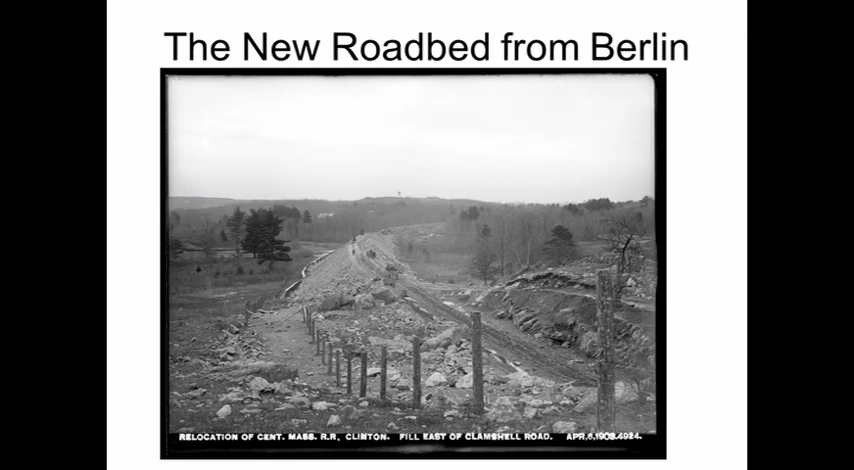 The New Roadbed from Berlin
RELOCATION OF CENT. MASS. R.R, CLINTON. FILL EAST OF CLAMSHELL ROAD. APR.6,1903.4924.